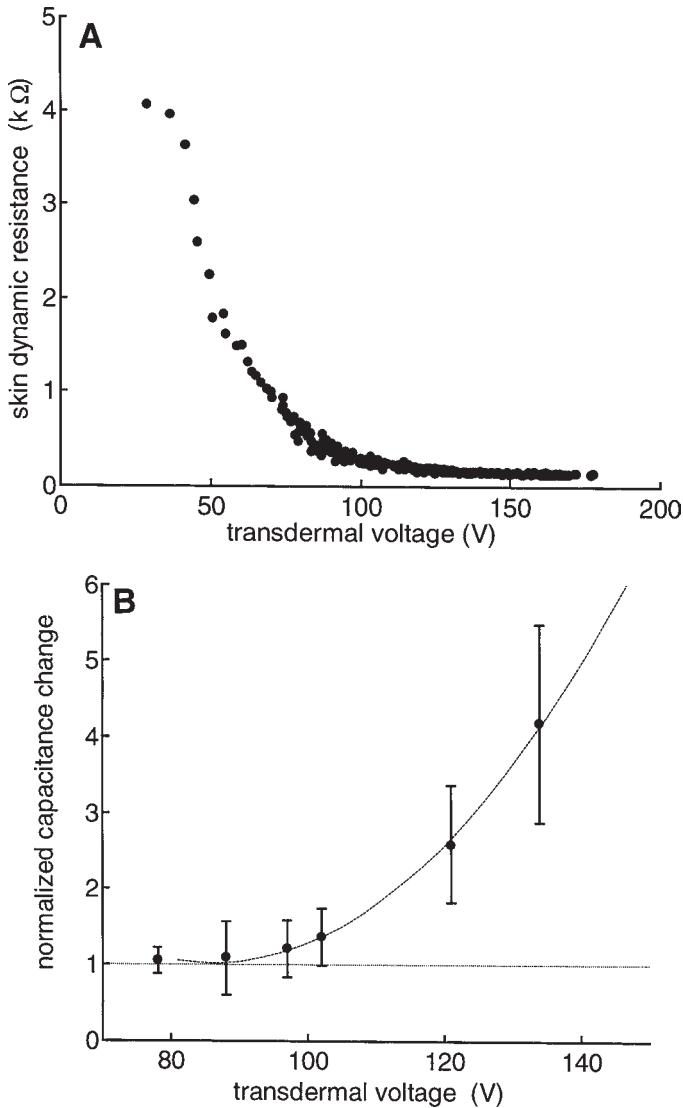 A
skin dynamic resistance (kΩ)
5
4
3
2
1
0
0 50 100 150 200
transdermal voltage (V)
B
normalized capacitance change
6
5
4
3
2
1
0
80 100 120 140
transdermal voltage (V)